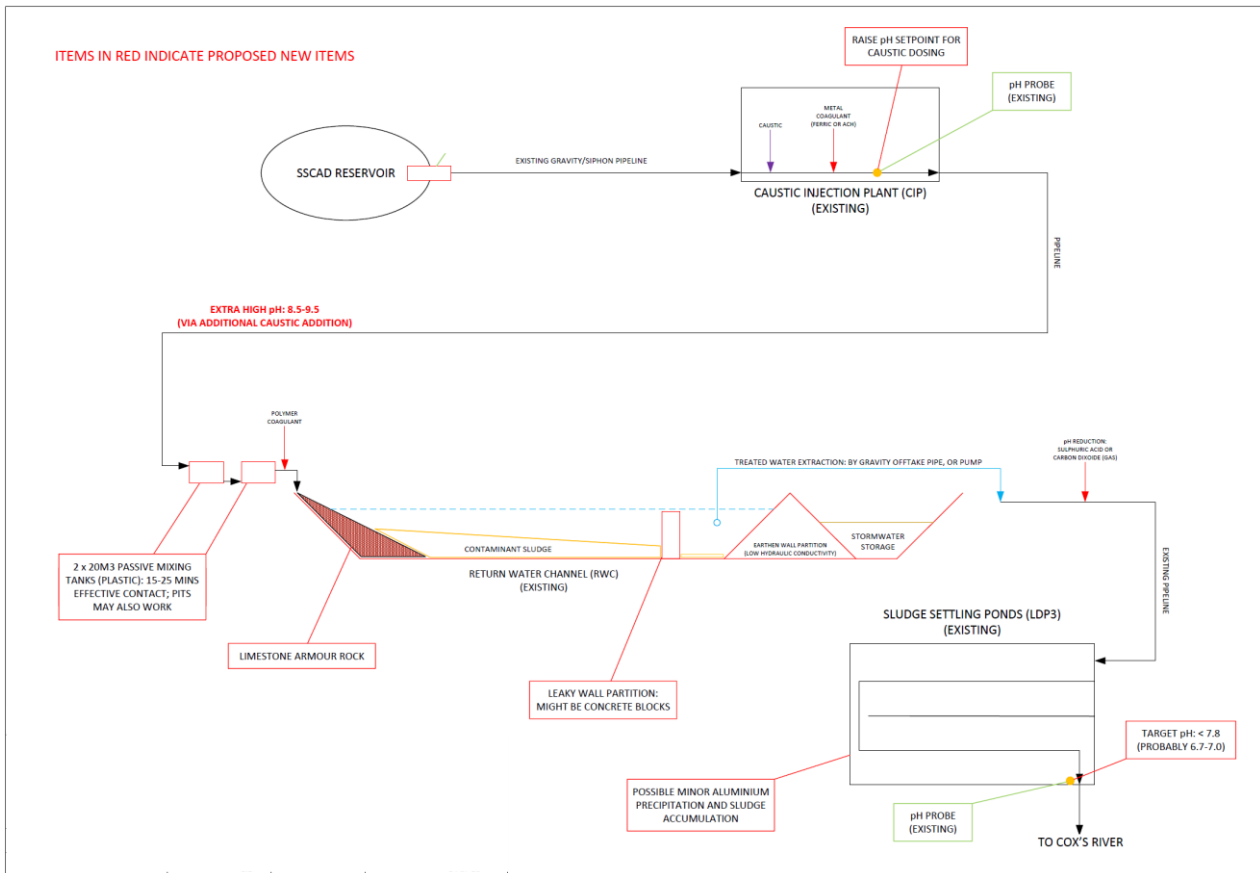 ITEMS IN RED INDICATE PROPOSED NEW ITEMS
RAISE pH SETPOINT FOR
CAUSTIC DOSING
pH PROBE
(EXISTING)
CAUSTIC
METAL
COAGULANT
(FERRIC OR ACH)
SSCAD RESERVOIR
EXISTING GRAVITY/SIPHON PIPELINE
CAUSTIC INJECTION PLANT (CIP)
(EXISTING)
PIPELINE
EXTRA HIGH pH: 8.5-9.5
(VIA ADDITIONAL CAUSTIC ADDITION)
POLYMER
COAGULANT
pH REDUCTION:
SULPHURIC ACID OR
CARBON DIXOIDE (GAS)
TREATED WATER EXTRACTION: BY GRAVITY OFFTAKE PIPE, OR PUMP
CONTAMINANT SLUDGE
EARTHEN WALL PARTITION
(LOW HYDRAULIC CONDUCTIVITY)
STORMWATER
STORAGE
RETURN WATER CHANNEL (RWC)
(EXISTING)
EXISTING PIPELINE
2 x 20M3 PASSIVE MIXING
TANKS (PLASTIC): 15-25 MINS
EFFECTIVE CONTACT; PITS
MAY ALSO WORK
LIMESTONE ARMOUR ROCK
LEAKY WALL PARTITION:
MIGHT BE CONCRETE BLOCKS
SLUDGE SETTLING PONDS (LDP3)
(EXISTING)
TARGET pH: < 7.8
(PROBABLY 6.7-7.0)
POSSIBLE MINOR ALUMINIUM
PRECIPITATION AND SLUDGE
ACCUMULATION
pH PROBE
(EXISTING)
TO COX'S RIVER